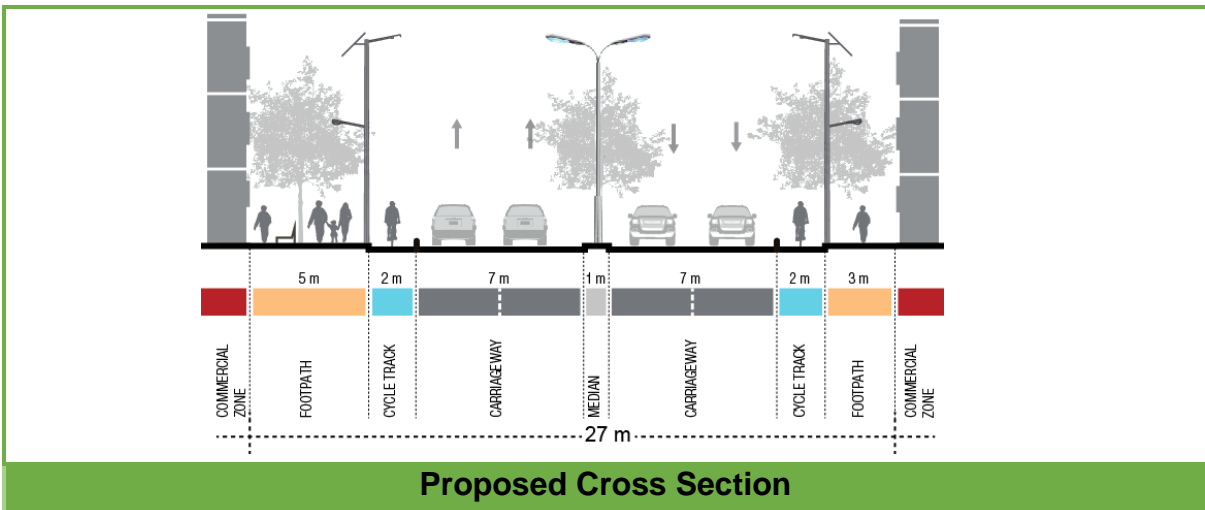 5 m 2 m 7 m 1 m 7 m 2 m 3 m
COMMERCIAL
ZONE
FOOTPATH
CYCLE TRACK
CARRIAGEWAY
MEDIAN
CARRIAGEWAY
CYCLE TRACK
FOOTPATH
COMMERCIAL
ZONE
27 m
Proposed Cross Section